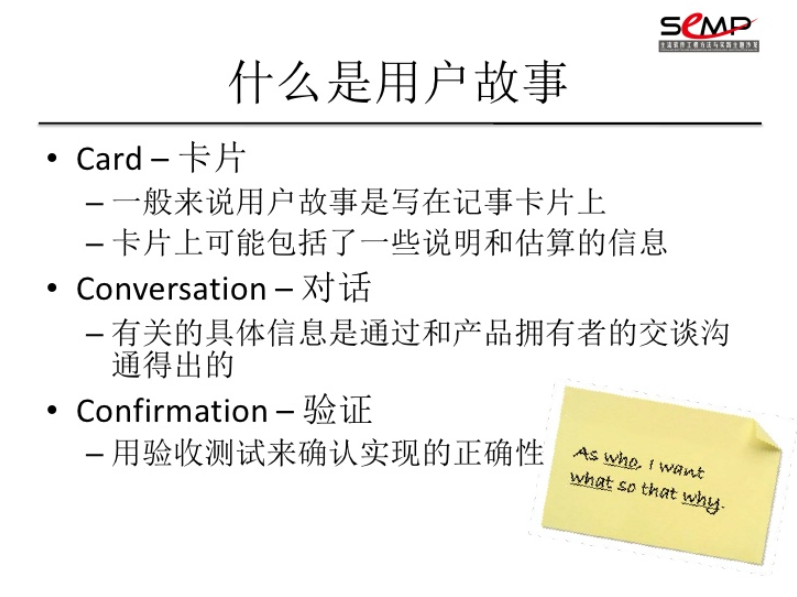 SeMP
什么是用户故事
• Card – 卡片
– 一般来说用户故事是写在记事卡片上
– 卡片上可能包括了一些说明和估算的信息
• Conversation – 对话
– 有关的具体信息是通过和产品拥有者的交谈沟
通得出的
• Confirmation – 验证
– 用验收测试来确认实现的正确性
As who, I want
what so that why.